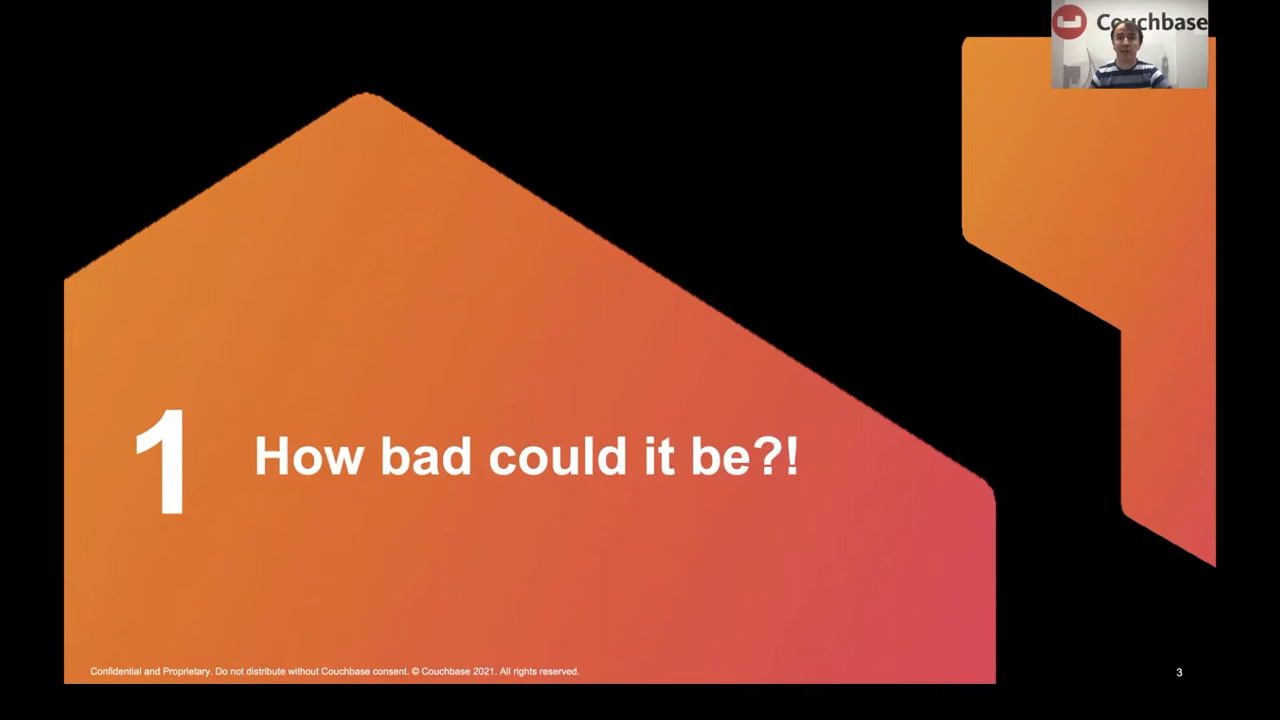 Couchbase
1 How bad could it be?!
Confidential and Proprietary. Do not distribute without Couchbase consent. © Couchbase 2021. All rights reserved.
3